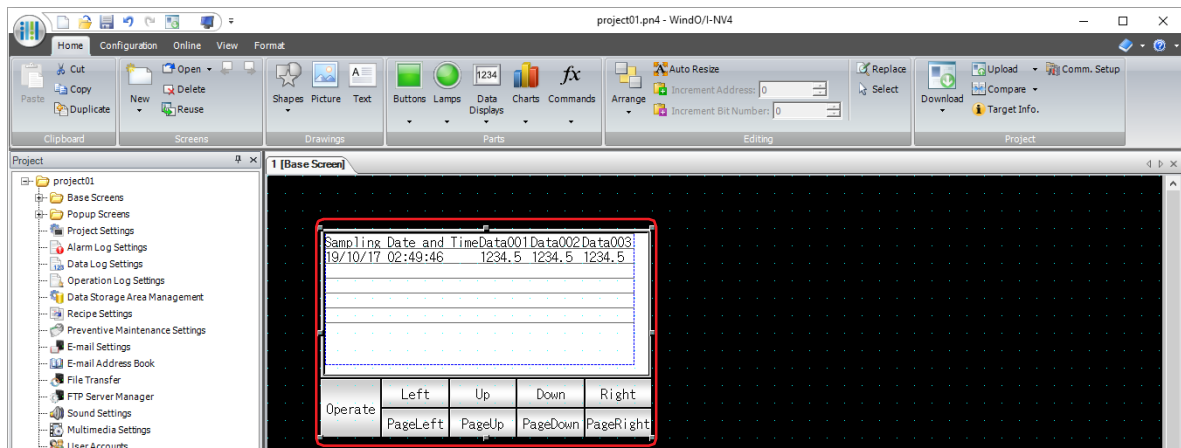 project01.pn4 - WindO/I-NV4
Home Configuration Online View Format
Cut
Copy
Duplicate
Paste
Clipboard
New
Open
Delete
Reuse
Screens
Shapes Picture Text
Drawings
Buttons Lamps Data Displays Charts Commands
1234
fx
Parts
Arrange
Auto Resize
Increment Address: 0
Increment Bit Number: 0
Replace
Select
Editing
Download
Upload
Compare
Target Info.
Comm. Setup
Project
Project
project01
Base Screens
Popup Screens
Project Settings
Alarm Log Settings
Data Log Settings
Operation Log Settings
Data Storage Area Management
Recipe Settings
Preventive Maintenance Settings
E-mail Settings
E-mail Address Book
File Transfer
FTP Server Manager
Sound Settings
Multimedia Settings
User Accounts
1 [Base Screen]
Sampling Date and TimeData001Data002Data003
19/10/17 02:49:46 1234.5 1234.5 1234.5
Operate
Left Up Down Right
PageLeft PageUp PageDown PageRight